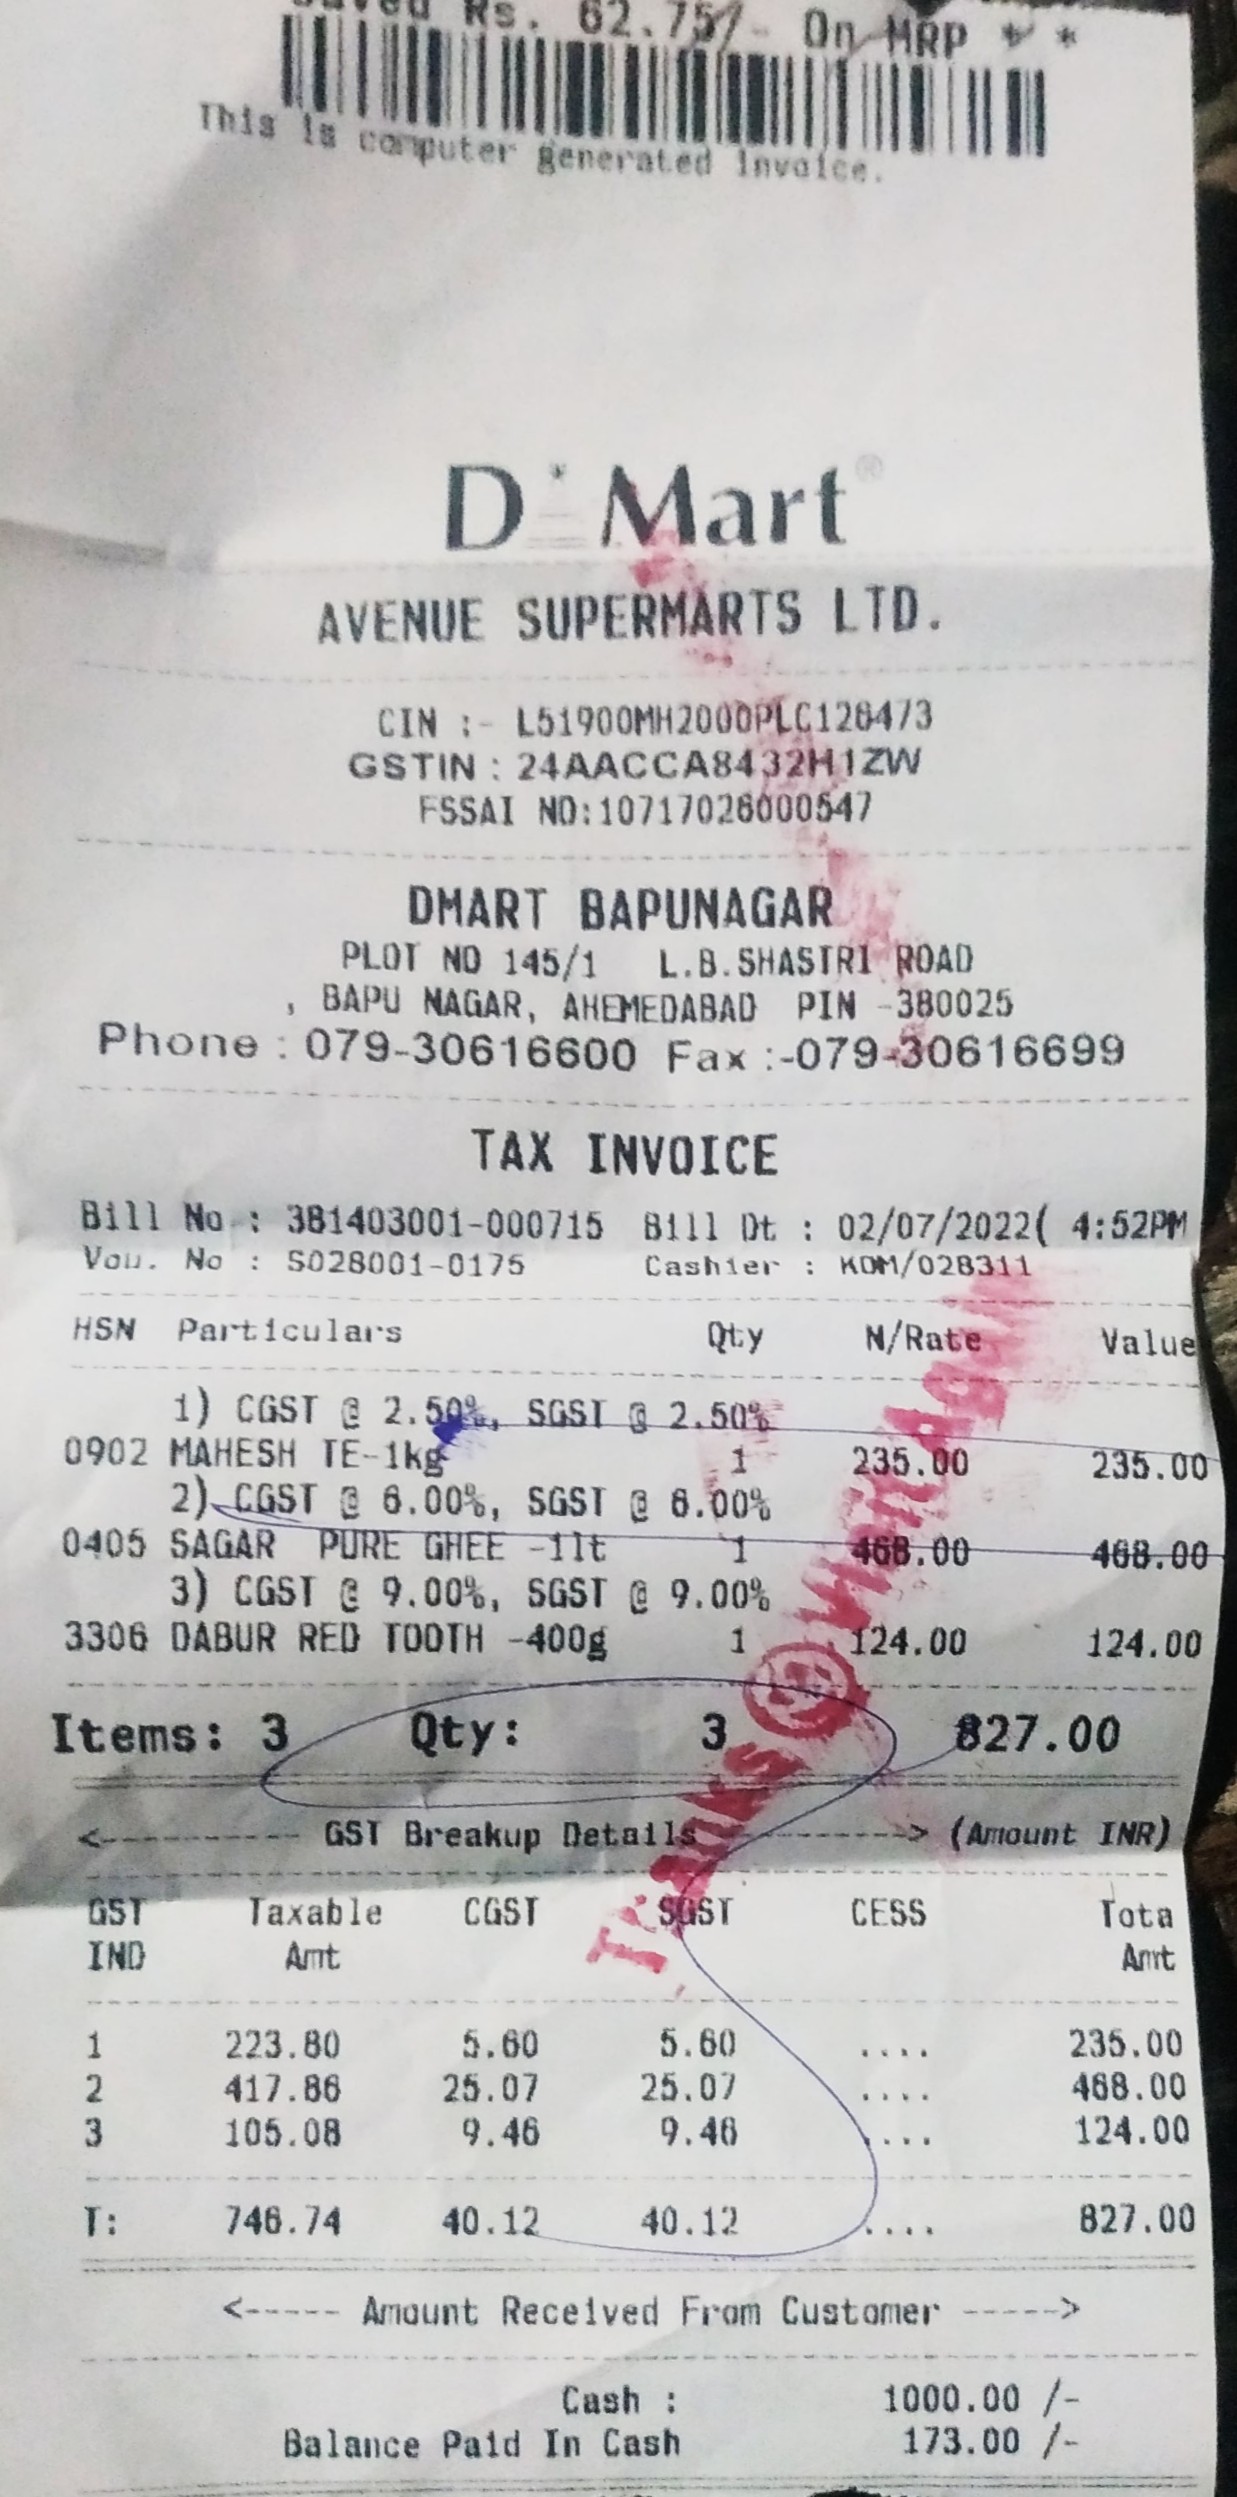 Saved Rs. 62.75/- On MRP * *
This is computer generated invoice.
D Mart®
AVENUE SUPERMARTS LTD.
CIN :- L51900MH2000PLC126473
GSTIN : 24AACCA8432H1ZW
FSSAI NO:10717026000547
DMART BAPUNAGAR
PLOT NO 145/1 L.B.SHASTRI ROAD
, BAPU NAGAR, AHEMEDABAD PIN -380025
Phone : 079-30616600 Fax :-079-30616699
TAX INVOICE
Bill No : 381403001-000715 Bill Dt : 02/07/2022( 4:52PM
Vou. No : S028001-0175 Cashier : KOM/028311
HSN Particulars Qty N/Rate Value
1) CGST @ 2.50%, SGST @ 2.50%
0902 MAHESH TE-1kg 1 235.00 235.00
2) CGST @ 6.00%, SGST @ 6.00%
0405 SAGAR PURE GHEE -1lt 1 468.00 468.00
3) CGST @ 9.00%, SGST @ 9.00%
3306 DABUR RED TOOTH -400g 1 124.00 124.00
Items: 3 Qty: 3 827.00
<---------- GST Breakup Details ----------> (Amount INR)
GST Taxable CGST SGST CESS Tota
IND Amt Amt
1 223.80 5.60 5.60 .... 235.00
2 417.86 25.07 25.07 .... 468.00
3 105.08 9.46 9.46 .... 124.00
T: 746.74 40.12 40.12 .... 827.00
<----- Amount Received From Customer ----->
Cash : 1000.00 /-
Balance Paid In Cash 173.00 /-